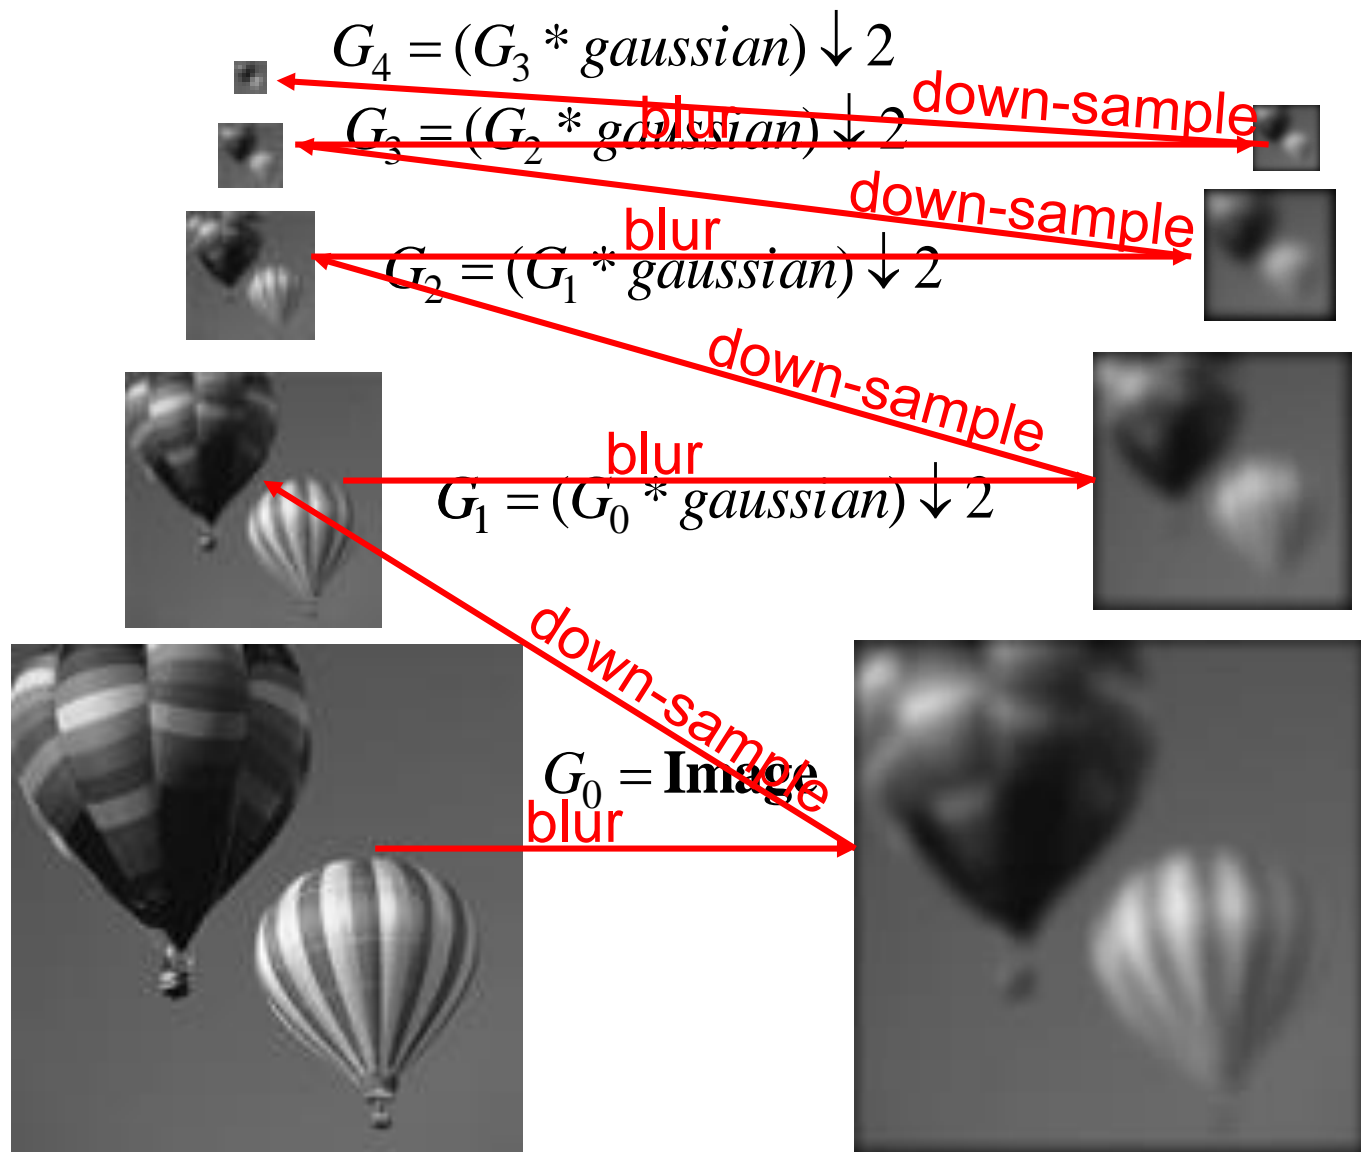 G₄ = (G₃ * gaussian) ↓ 2
down-sample
G₃ = (G₂ * gaussian) ↓ 2
blur
down-sample
blur
G₂ = (G₁ * gaussian) ↓ 2
down-sample
blur
G₁ = (G₀ * gaussian) ↓ 2
down-sample
G₀ = Image
blur